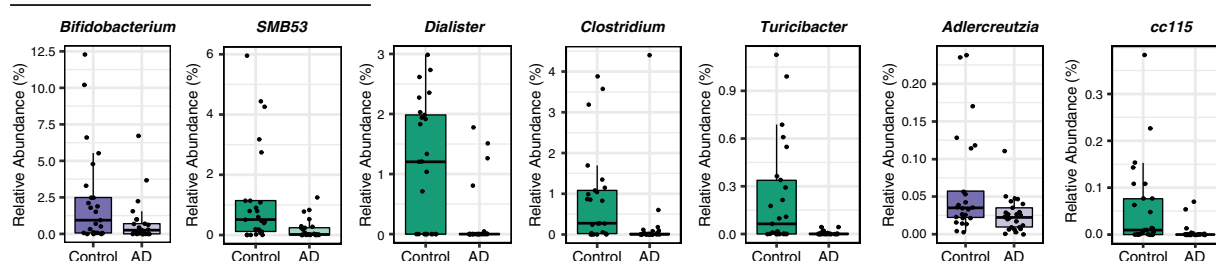 Bifidobacterium SMB53 Dialister Clostridium Turicibacter Adlercreutzia cc115
Relative Abundance (%)
12.5
10.0
7.5
5.0
2.5
0.0
Control AD
Relative Abundance (%)
6
4
2
0
Control AD
Relative Abundance (%)
3
2
1
0
Control AD
Relative Abundance (%)
4
3
2
1
0
Control AD
Relative Abundance (%)
0.9
0.6
0.3
0.0
Control AD
Relative Abundance (%)
0.20
0.15
0.10
0.05
0.00
Control AD
Relative Abundance (%)
0.3
0.2
0.1
0.0
Control AD